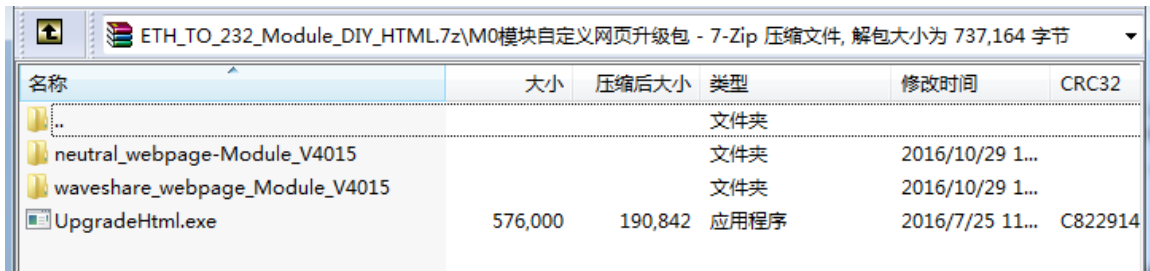 ETH_TO_232_Module_DIY_HTML.7z\M0模块自定义网页升级包 - 7-Zip 压缩文件, 解包大小为 737,164 字节
名称 大小 压缩后大小 类型 修改时间 CRC32
.. 文件夹
neutral_webpage-Module_V4015 文件夹 2016/10/29 1...
waveshare_webpage_Module_V4015 文件夹 2016/10/29 1...
UpgradeHtml.exe 576,000 190,842 应用程序 2016/7/25 11... C822914